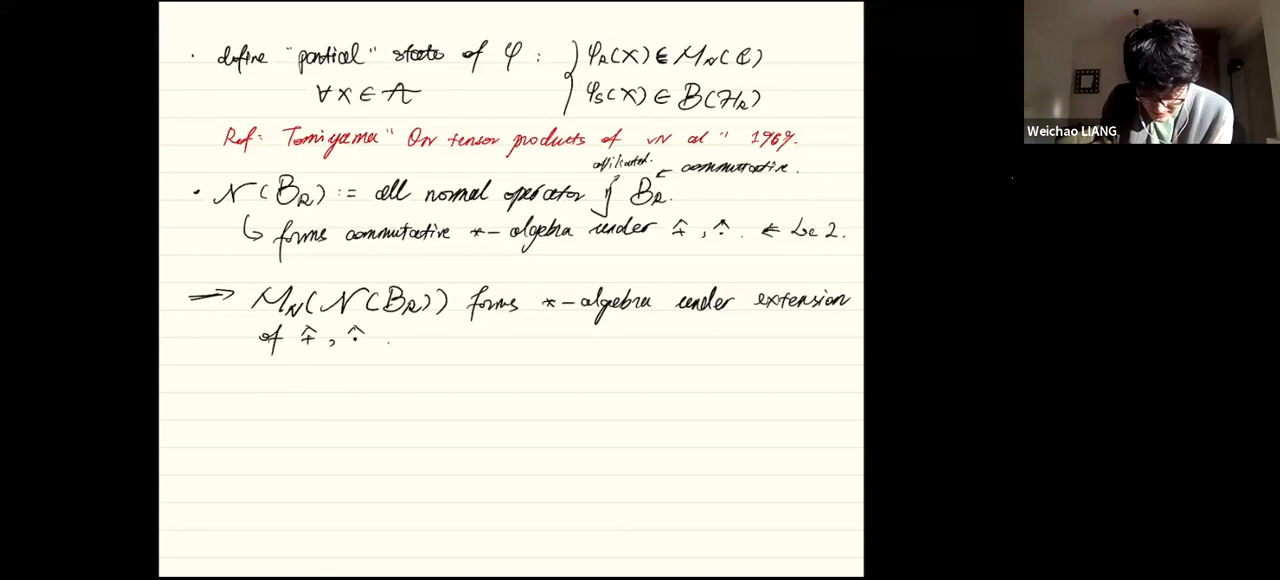 · define "partial" state of φ : } φ_R(X) ∈ M_N(C)
∀ X ∈ A φ_S(X) ∈ B(H_R)
Ref: Tomiyama "On tensor products of vN al" 1969.
affiliated. ← commutative.
· N(B_R) := all normal operator of B_R.
↳ forms commutative *-algebra under +̂, ·̂. ← Lec 2.
⟶ M_N(N(B_R)) forms *-algebra under extension
of +̂, ·̂.
Weichao LIANG